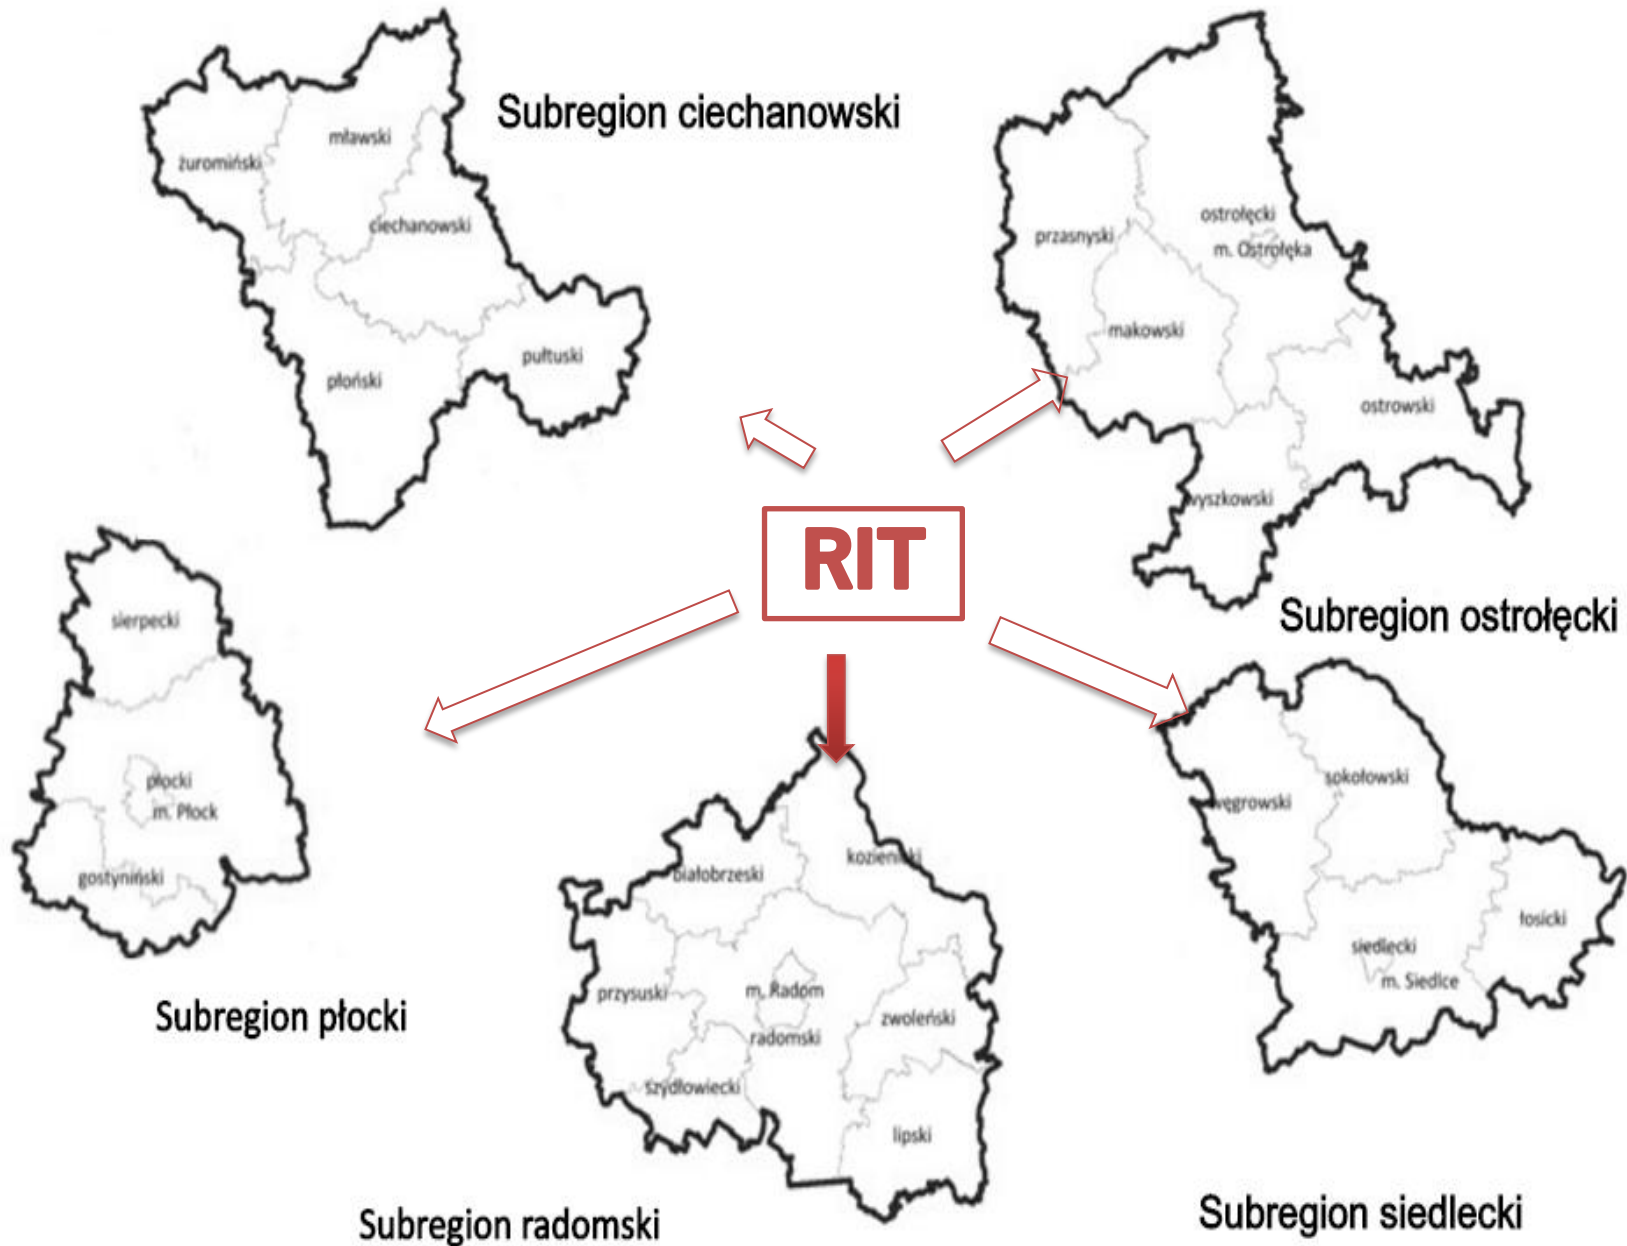 Subregion ciechanowski
mławski
żuromiński
ciechanowski
pułtuski
płoński
ostrołęcki
m. Ostrołęka
przasnyski
makowski
ostrowski
wyszkowski
Subregion ostrołęcki
RIT
sierpecki
płocki
m. Płock
gostyniński
Subregion płocki
kozienicki
białobrzeski
przysuski
m. Radom
radomski
zwoleński
szydłowiecki
lipski
Subregion radomski
sokołowski
węgrowski
łosicki
siedlecki
m. Siedlce
Subregion siedlecki